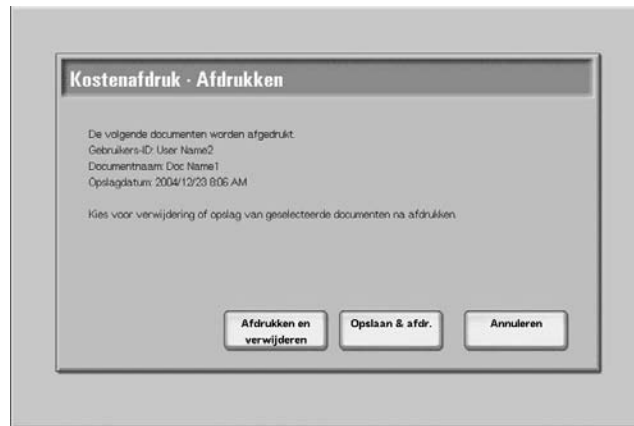 Kostenafdruk - Afdrukken
De volgende documenten worden afgedrukt.
Gebruikers-ID: User Name2
Documentnaam: Doc Name1
Opslagdatum: 2004/12/23 8:06 AM
Kies voor verwijdering of opslag van geselecteerde documenten na afdrukken.
Afdrukken en
verwijderen
Opslaan & afdr.
Annuleren